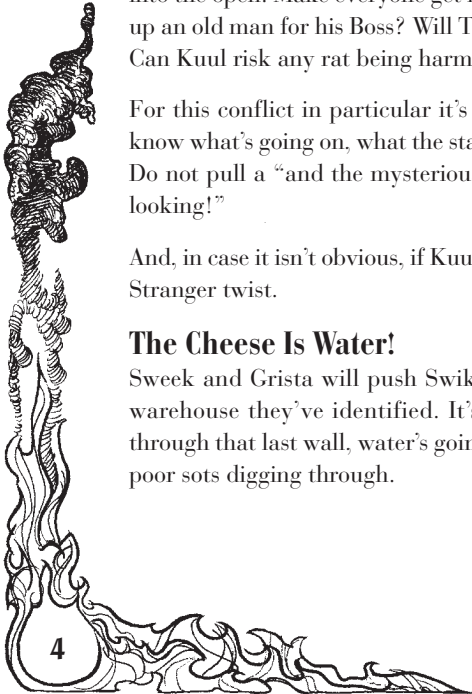 into the open. Make everyone get
up an old man for his Boss? Will
Can Kuul risk any rat being harm
For this conflict in particular it's
know what's going on, what the sta
Do not pull a “and the mysteriou
looking!”
And, in case it isn't obvious, if Kuu
Stranger twist.
The Cheese Is Water!
Sweek and Grista will push Swik
warehouse they've identified. It's
through that last wall, water's goin
poor sots digging through.
4